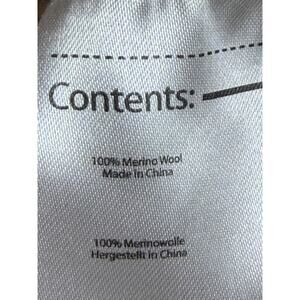 Contents:
100% Merino Wool
Made in China
100% Merinowolle
Hergestellt in China